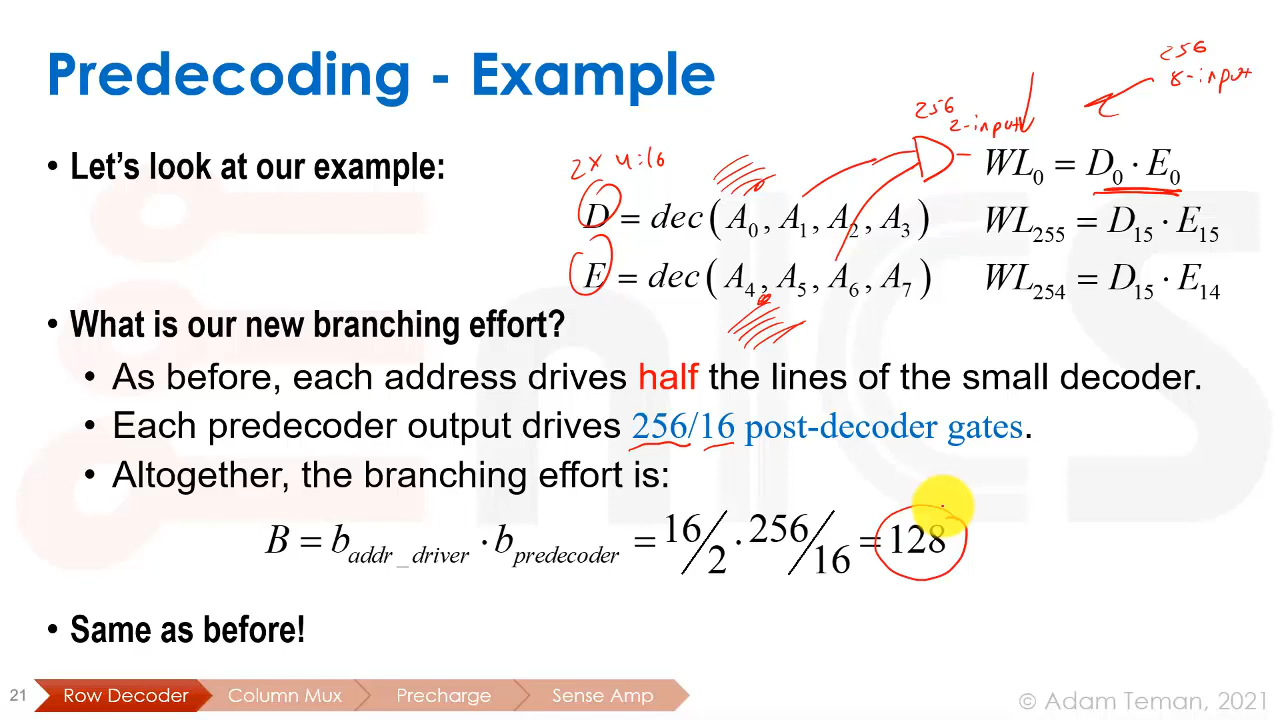 Predecoding - Example
256
8-input
256
2-input
• Let's look at our example:
2x 4:16
D = dec(A0, A1, A2, A3)
E = dec(A4, A5, A6, A7)
WL0 = D0 · E0
WL255 = D15 · E15
WL254 = D15 · E14
• What is our new branching effort?
• As before, each address drives half the lines of the small decoder.
• Each predecoder output drives 256/16 post-decoder gates.
• Altogether, the branching effort is:
B = baddr_driver · bpredecoder = 16/2 · 256/16 = 128
• Same as before!
nICS
21
Row Decoder
Column Mux
Precharge
Sense Amp
© Adam Teman, 2021